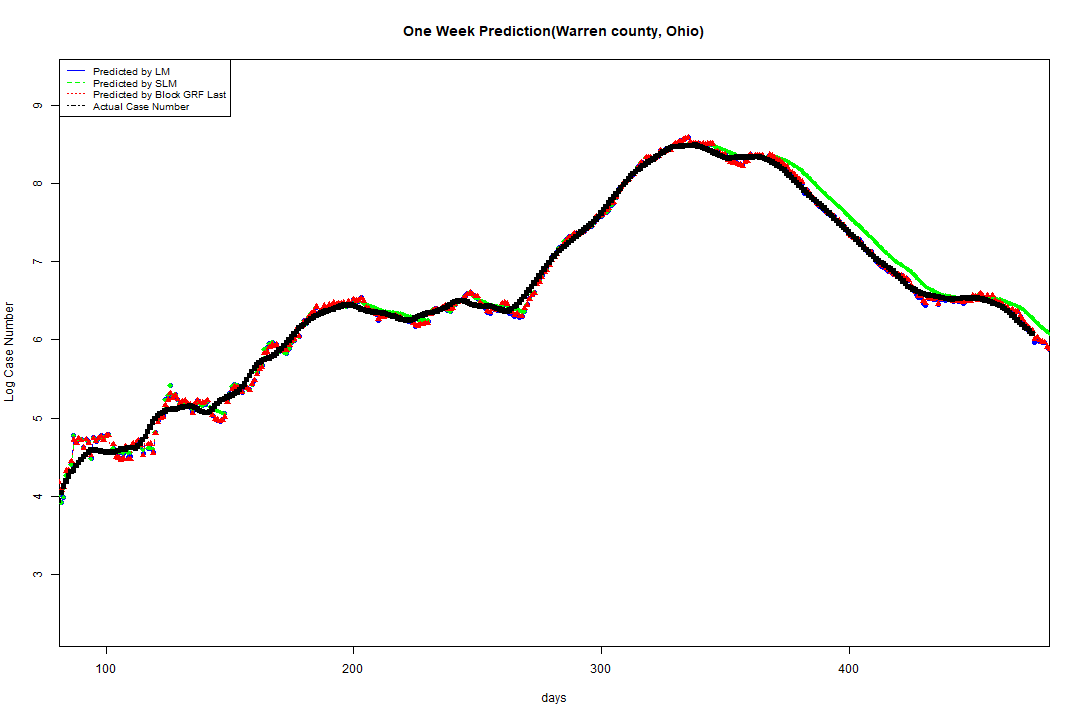 One Week Prediction(Warren county, Ohio)
Predicted by LM
Predicted by SLM
Predicted by Block GRF Last
Actual Case Number
9
8
7
6
5
4
3
Log Case Number
100 200 300 400
days